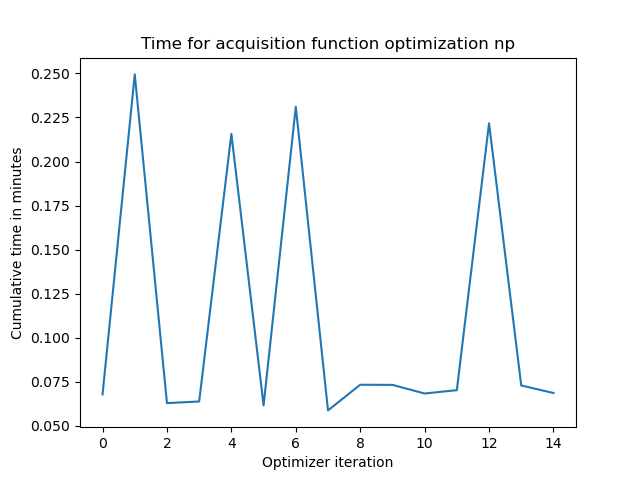 Time for acquisition function optimization np
Cumulative time in minutes
0.250
0.225
0.200
0.175
0.150
0.125
0.100
0.075
0.050
0 2 4 6 8 10 12 14
Optimizer iteration